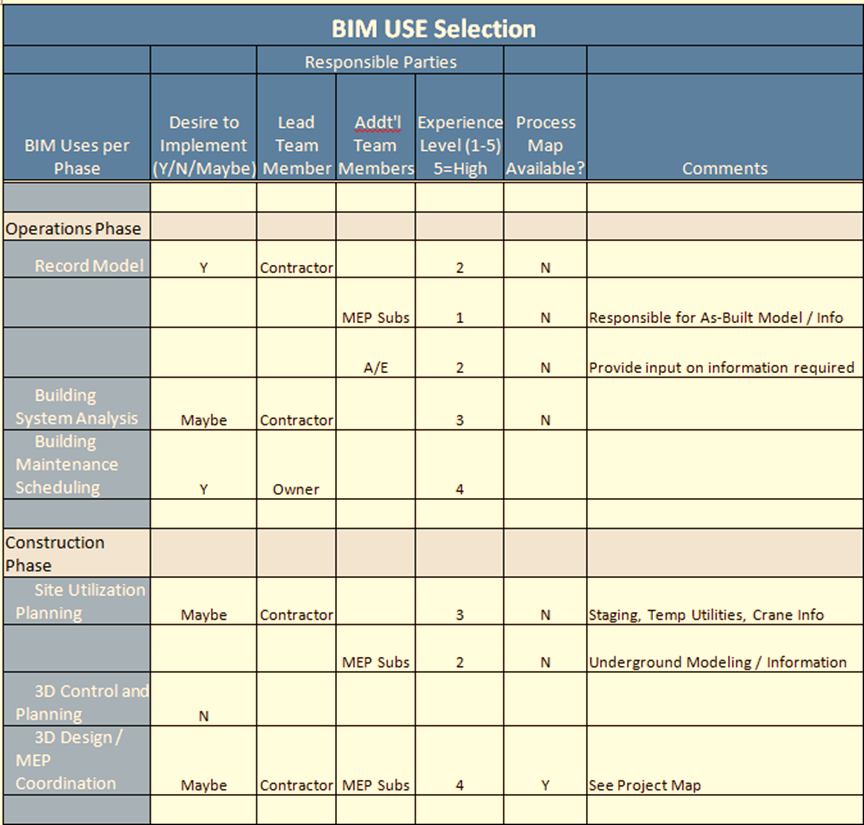 BIM USE Selection
Responsible Parties
BIM Uses per
Phase
Desire to
Implement
(Y/N/Maybe)
Lead
Team
Member
Addt'l
Team
Members
Experience
Level (1-5)
5=High
Process
Map
Available?
Comments
Operations Phase
Record Model Y Contractor 2 N
MEP Subs 1 N Responsible for As-Built Model / Info
A/E 2 N Provide input on information required
Building
System Analysis Maybe Contractor 3 N
Building
Maintenance
Scheduling Y Owner 4
Construction
Phase
Site Utilization
Planning Maybe Contractor 3 N Staging, Temp Utilities, Crane Info
MEP Subs 2 N Underground Modeling / Information
3D Control and
Planning N
3D Design /
MEP
Coordination Maybe Contractor MEP Subs 4 Y See Project Map